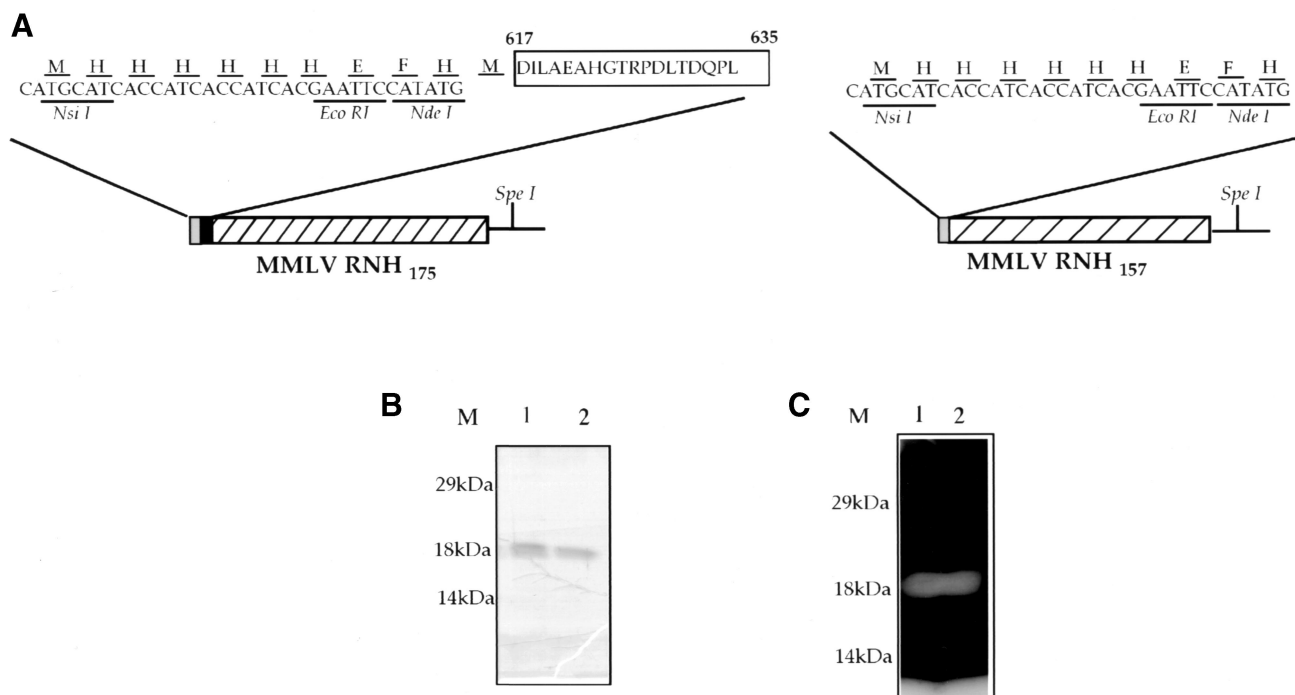 A
617 635
M H H H H H H E F H M DILAEAHGTRPDLTDQPL
CATGCATCACCATCACCATCACGAATTCCATATG
Nsi I Eco RI Nde I
Spe I
MMLV RNH 175
M H H H H H H E F H
CATGCATCACCATCACCATCACGAATTCCATATG
Nsi I Eco RI Nde I
Spe I
MMLV RNH 157
B
M 1 2
29kDa
18kDa
14kDa
C
M 1 2
29kDa
18kDa
14kDa